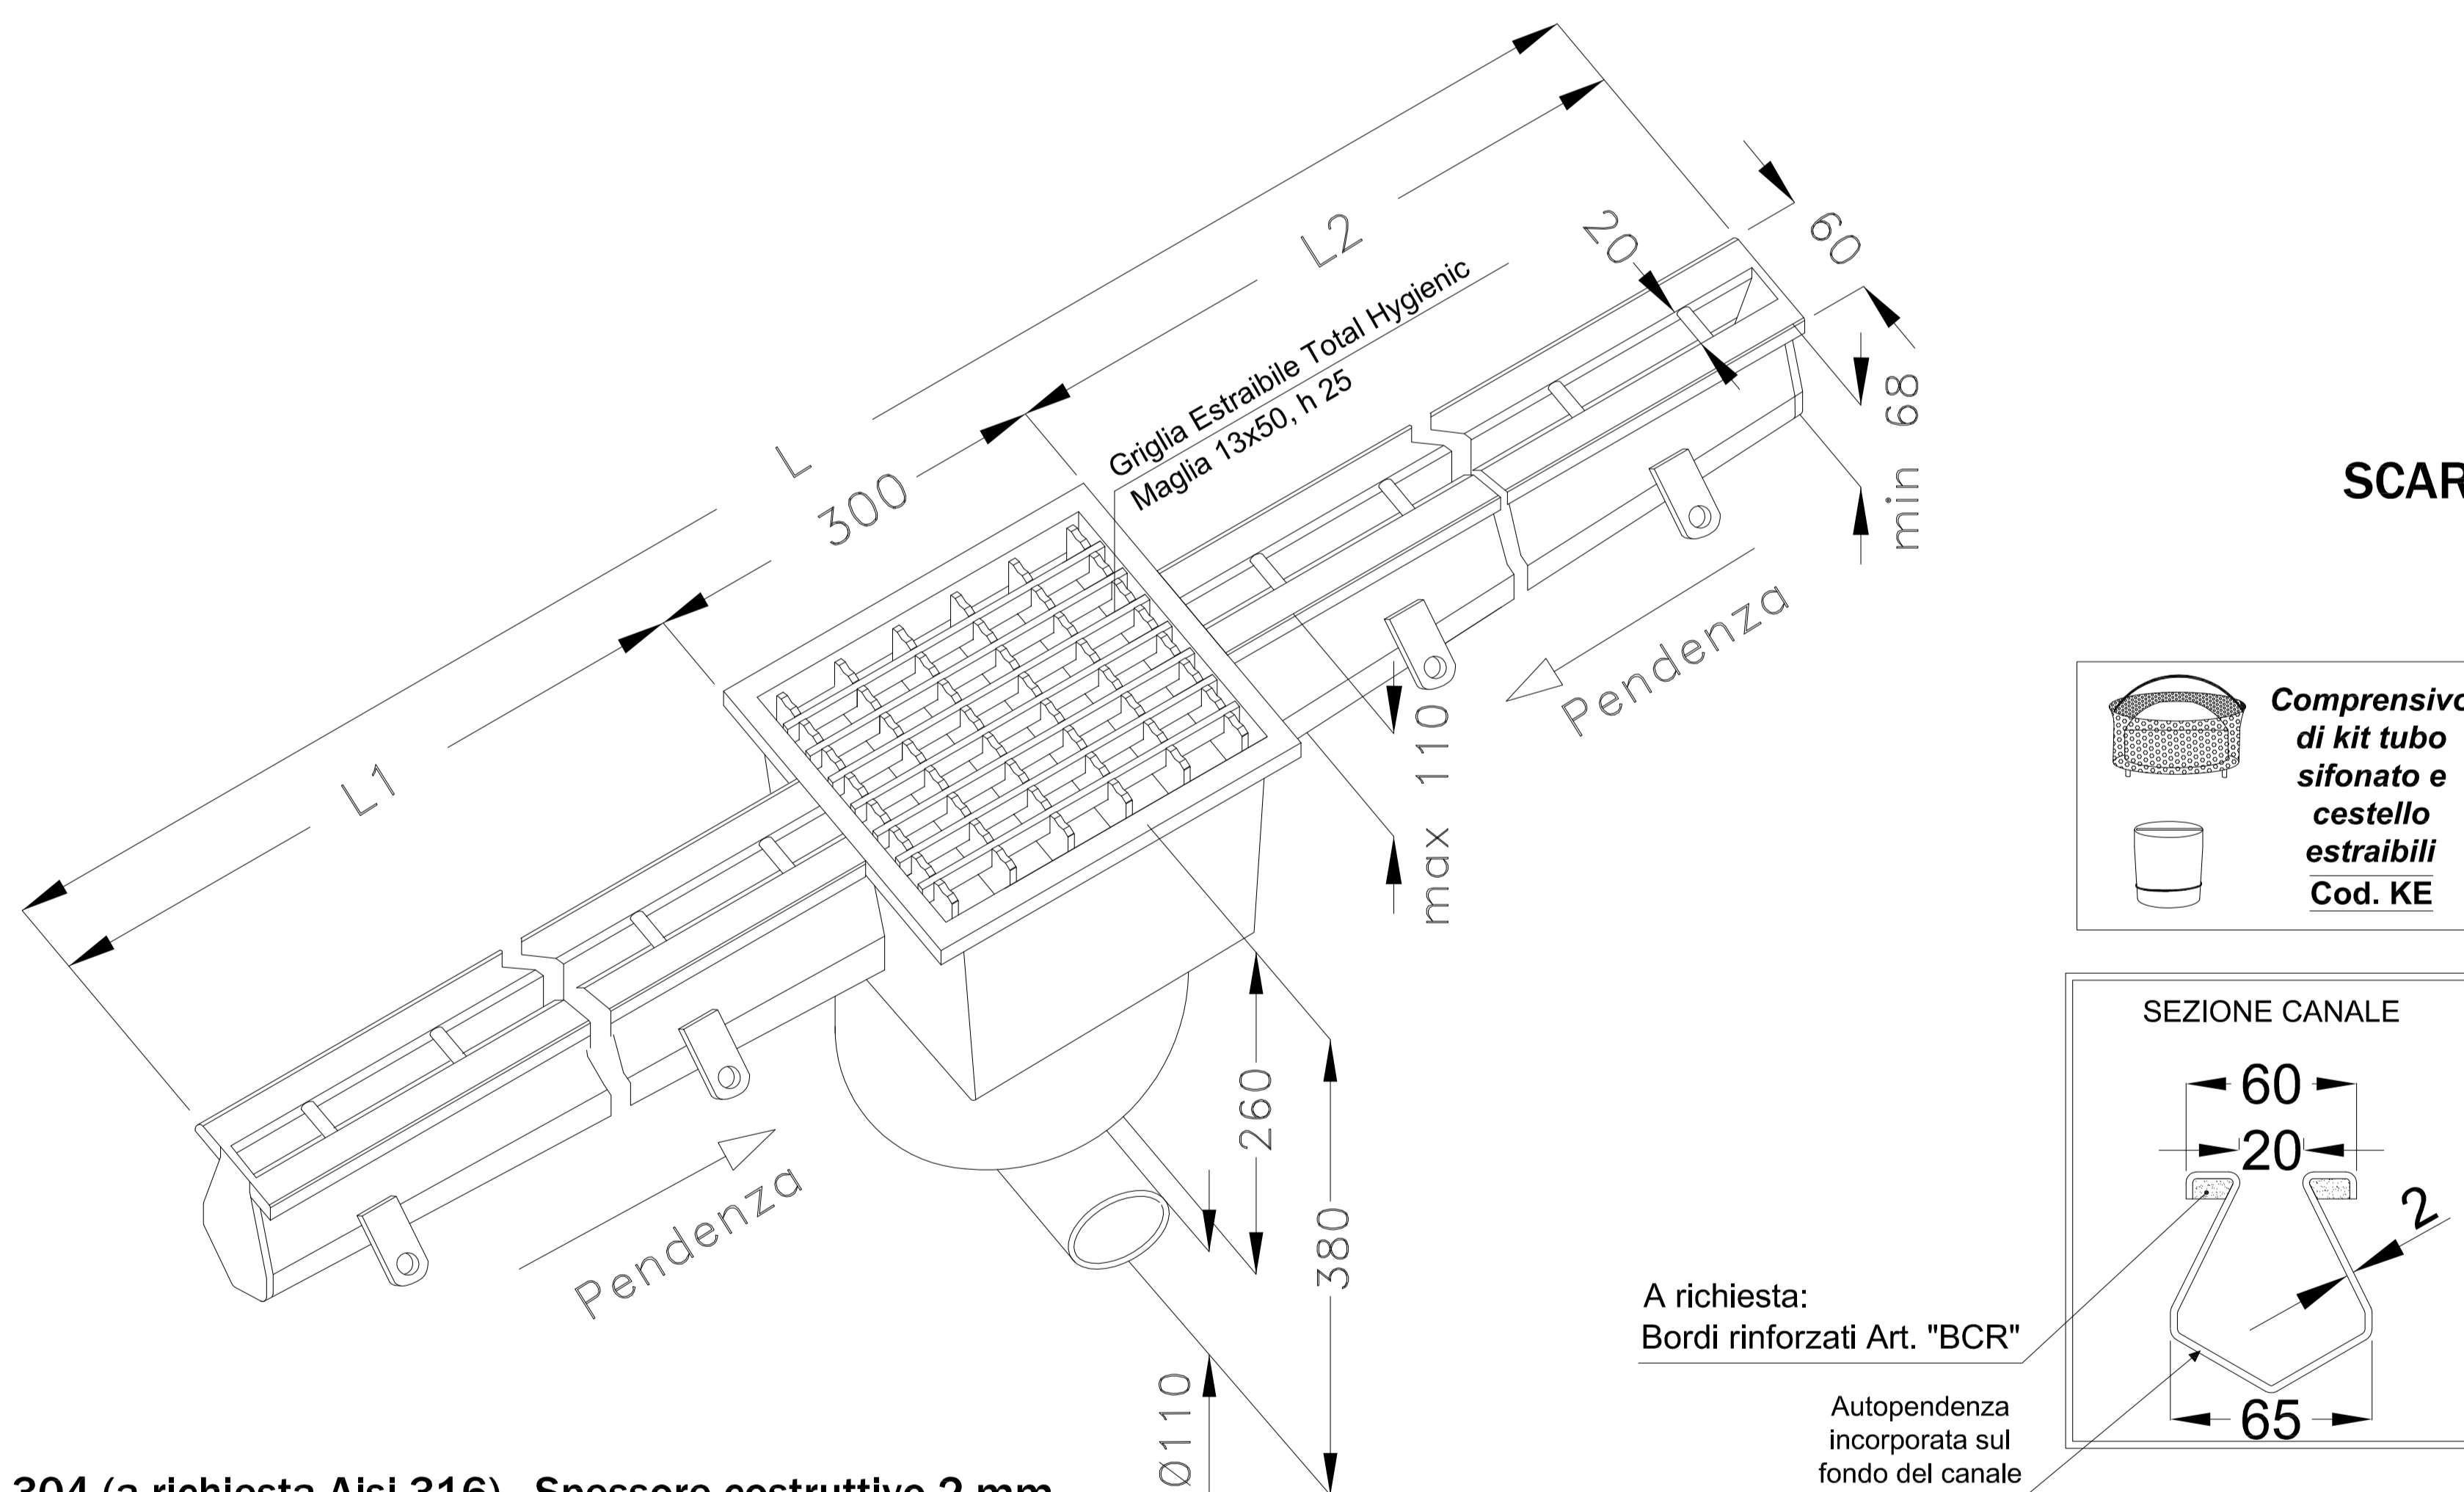 L
L2
20
60
Griglia Estraibile Total Hygienic
Maglia 13x50, h 25
300
min 68
L1
Pendenza
max 110
260
380
Ø110
Pendenza
SCAR
Comprensivo
di kit tubo
sifonato e
cestello
estraibili
Cod. KE
SEZIONE CANALE
60
20
2
65
A richiesta:
Bordi rinforzati Art. "BCR"
Autopendenza
incorporata sul
fondo del canale
304 (a richiesta Aisi 316) - Spessore costruttivo 2 mm